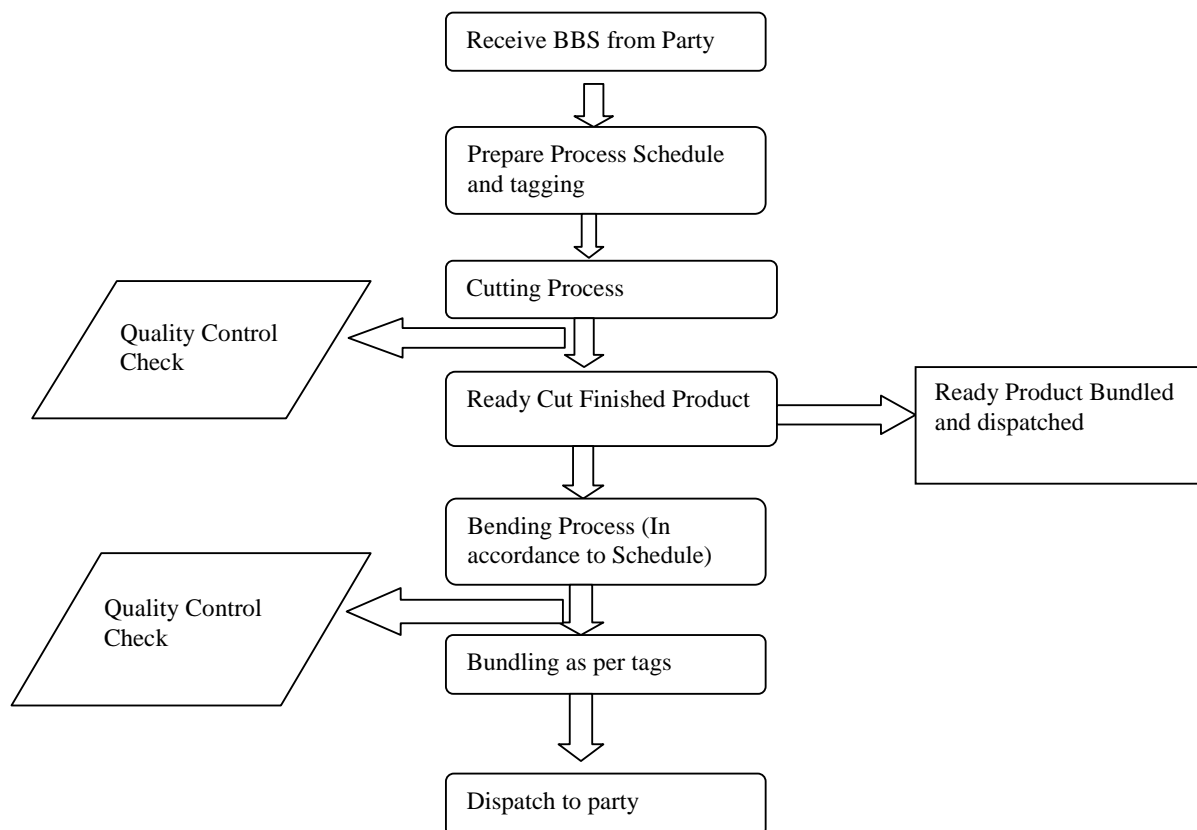 Receive BBS from Party
Prepare Process Schedule
and tagging
Cutting Process
Quality Control
Check
Ready Cut Finished Product
Ready Product Bundled
and dispatched
Bending Process (In
accordance to Schedule)
Quality Control
Check
Bundling as per tags
Dispatch to party